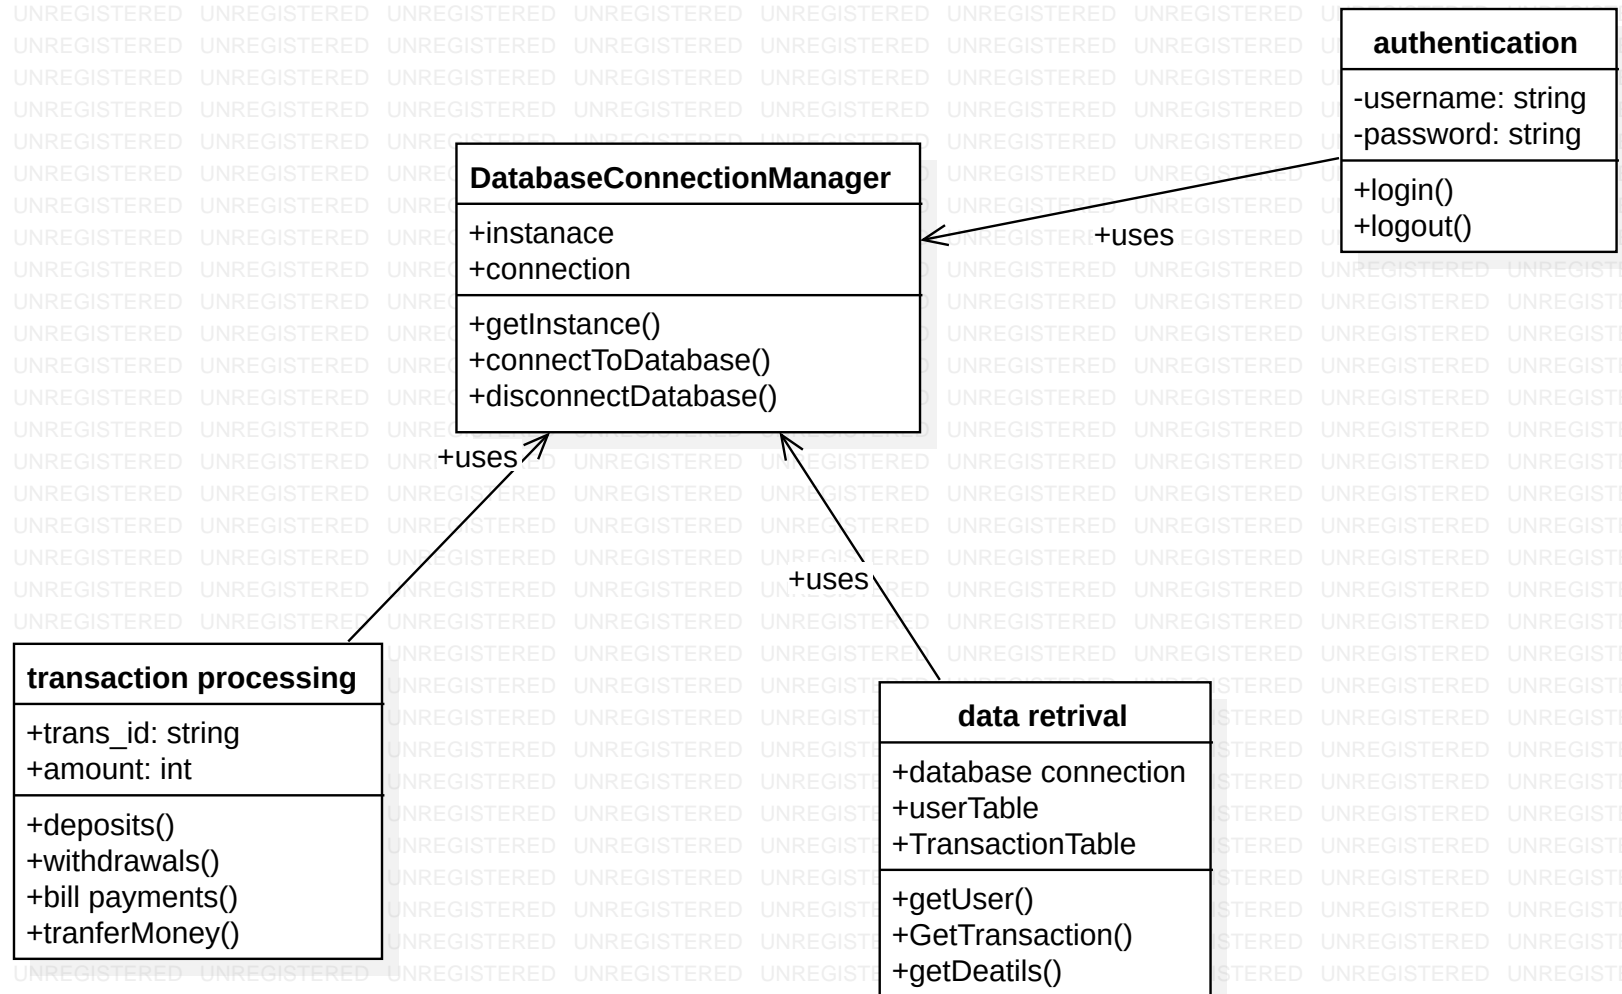 authentication
-username: string
-password: string
+login()
+logout()
DatabaseConnectionManager
+instanace
+connection
+getInstance()
+connectToDatabase()
+disconnectDatabase()
+uses
+uses
+uses
transaction processing
+trans_id: string
+amount: int
+deposits()
+withdrawals()
+bill payments()
+tranferMoney()
data retrival
+database connection
+userTable
+TransactionTable
+getUser()
+GetTransaction()
+getDeatils()
UNREGISTERED